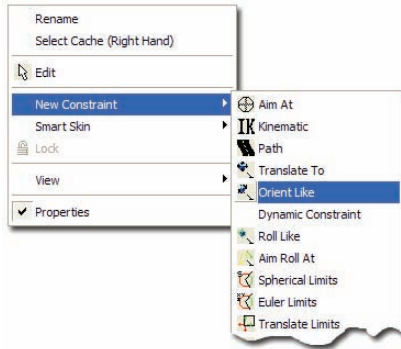 Rename
Select Cache (Right Hand)
Edit
New Constraint
Smart Skin
Lock
View
Properties
Aim At
IK Kinematic
Path
Translate To
Orient Like
Dynamic Constraint
Roll Like
Aim Roll At
Spherical Limits
Euler Limits
Translate Limits